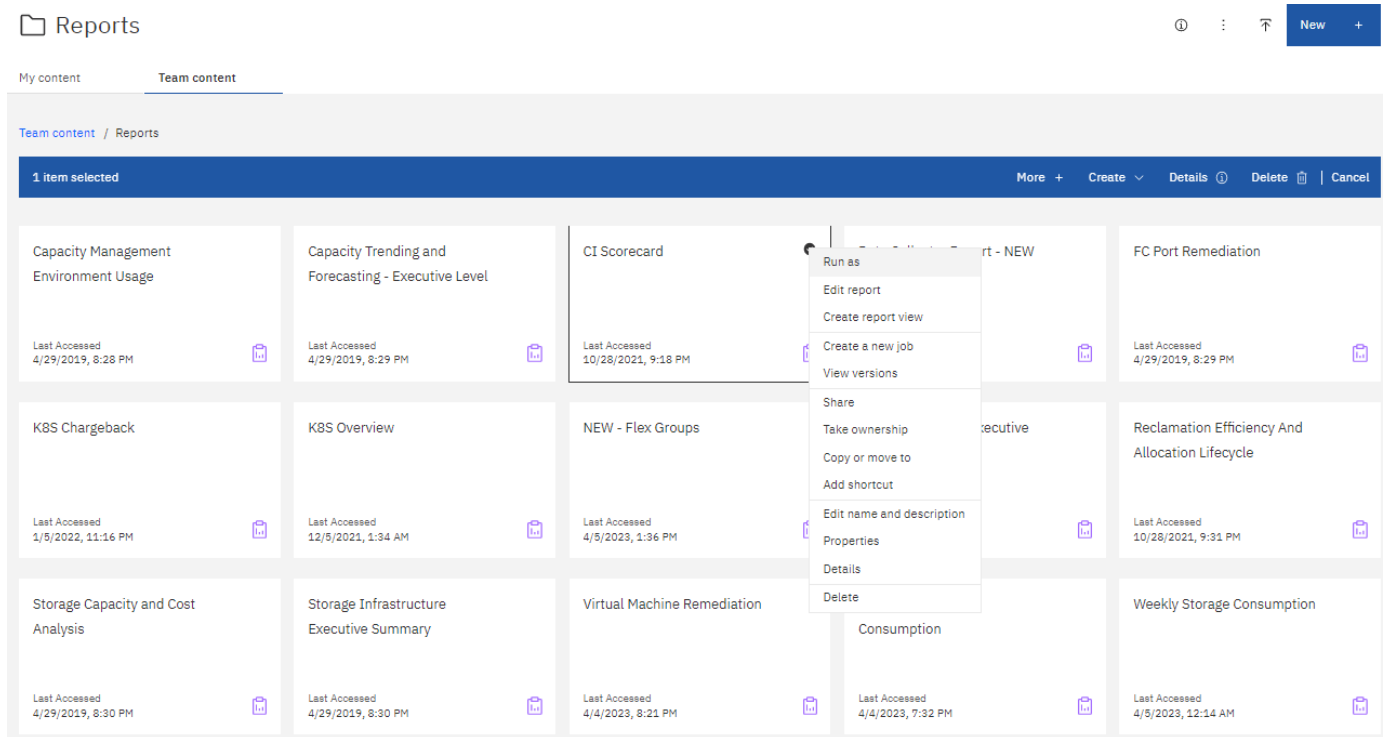 Reports
New +
My content
Team content
Team content / Reports
1 item selected
More +
Create
Details
Delete
Cancel
Capacity Management
Environment Usage
Last Accessed
4/29/2019, 8:28 PM
Capacity Trending and
Forecasting - Executive Level
Last Accessed
4/29/2019, 8:29 PM
CI Scorecard
Last Accessed
10/28/2021, 9:18 PM
rt - NEW
FC Port Remediation
Last Accessed
4/29/2019, 8:29 PM
Run as
Edit report
Create report view
Create a new job
View versions
Share
Take ownership
Copy or move to
Add shortcut
Edit name and description
Properties
Details
Delete
K8S Chargeback
Last Accessed
1/5/2022, 11:16 PM
K8S Overview
Last Accessed
12/5/2021, 1:34 AM
NEW - Flex Groups
Last Accessed
4/5/2023, 1:36 PM
ecutive
Reclamation Efficiency And
Allocation Lifecycle
Last Accessed
10/28/2021, 9:31 PM
Storage Capacity and Cost
Analysis
Last Accessed
4/29/2019, 8:30 PM
Storage Infrastructure
Executive Summary
Last Accessed
4/29/2019, 8:30 PM
Virtual Machine Remediation
Last Accessed
4/4/2023, 8:21 PM
Consumption
Last Accessed
4/4/2023, 7:32 PM
Weekly Storage Consumption
Last Accessed
4/5/2023, 12:14 AM